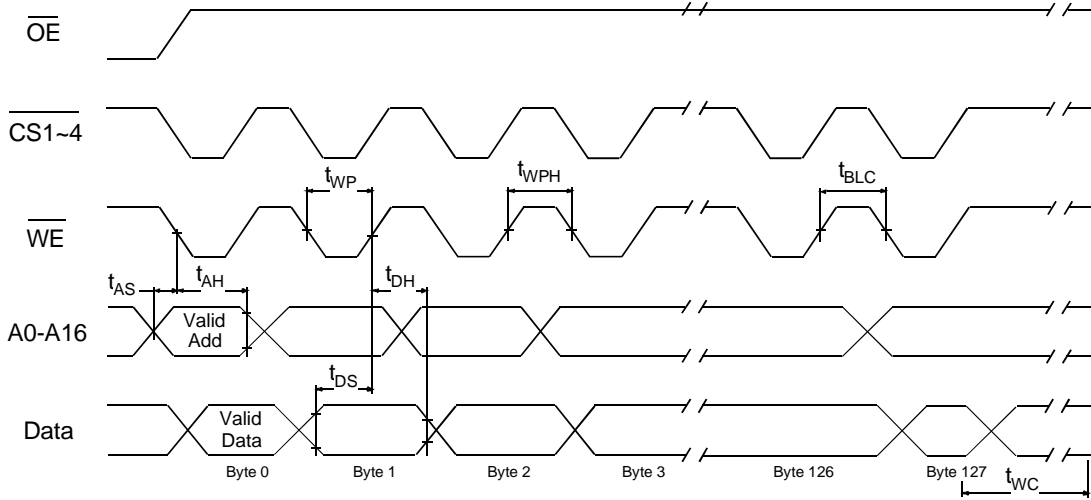 OE
CS1~4
tWP
tWPH
tBLC
WE
tAS
tAH
tDH
A0-A16
Valid
Add
tDS
Data
Valid
Data
Byte 0
Byte 1
Byte 2
Byte 3
Byte 126
Byte 127
tWC